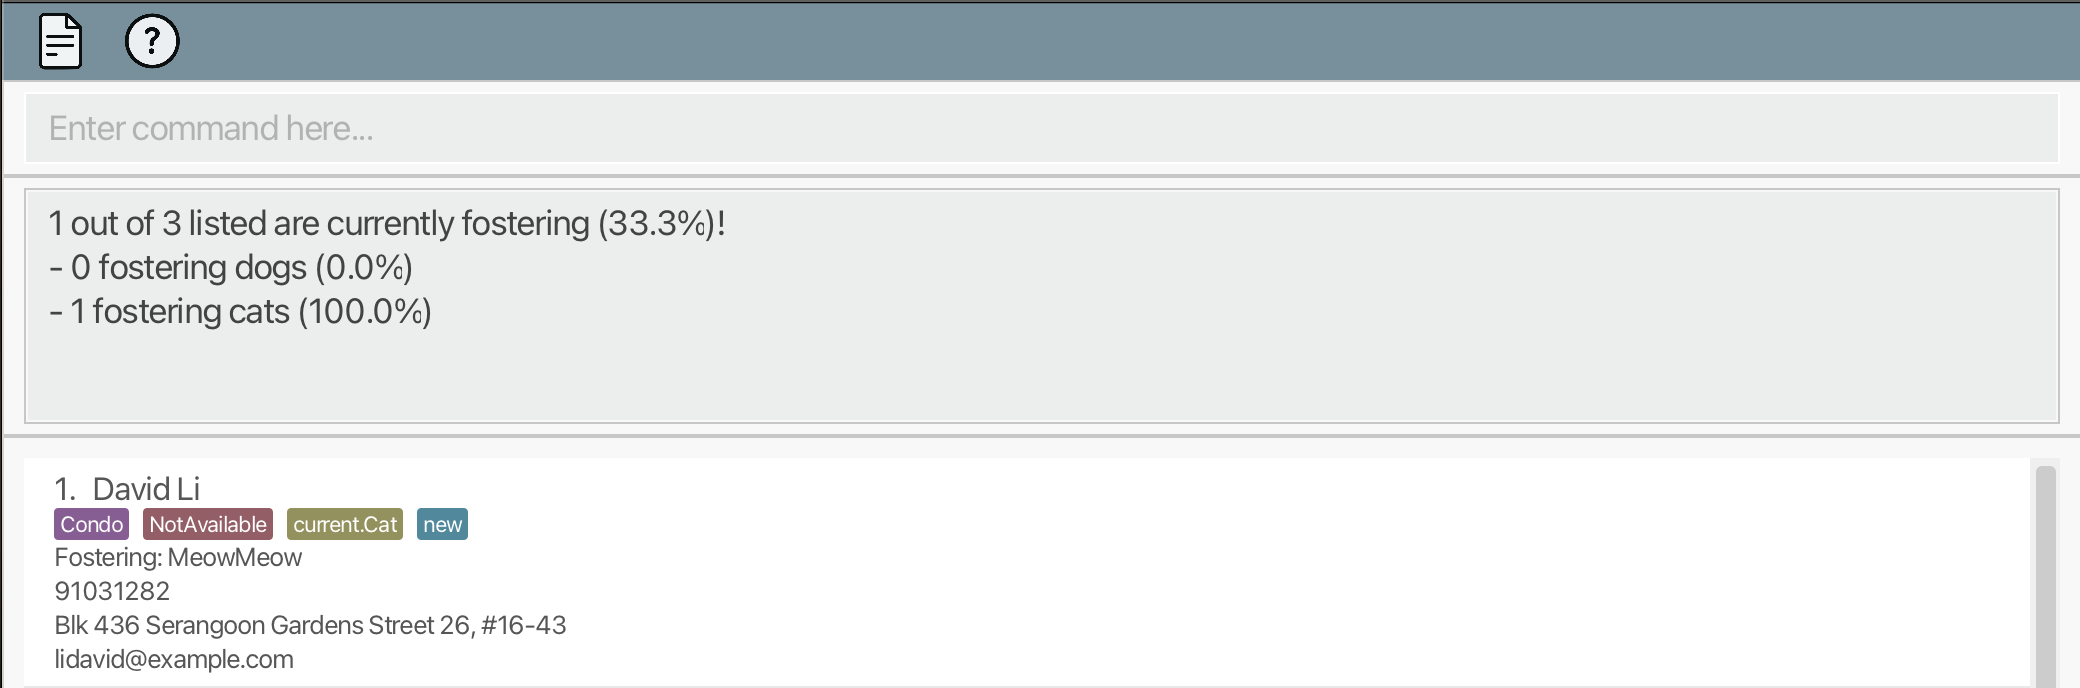 ?
Enter command here...
1 out of 3 listed are currently fostering (33.3%)!
- 0 fostering dogs (0.0%)
- 1 fostering cats (100.0%)
1. David Li
Condo NotAvailable current.Cat new
Fostering: MeowMeow
91031282
Blk 436 Serangoon Gardens Street 26, #16-43
lidavid@example.com